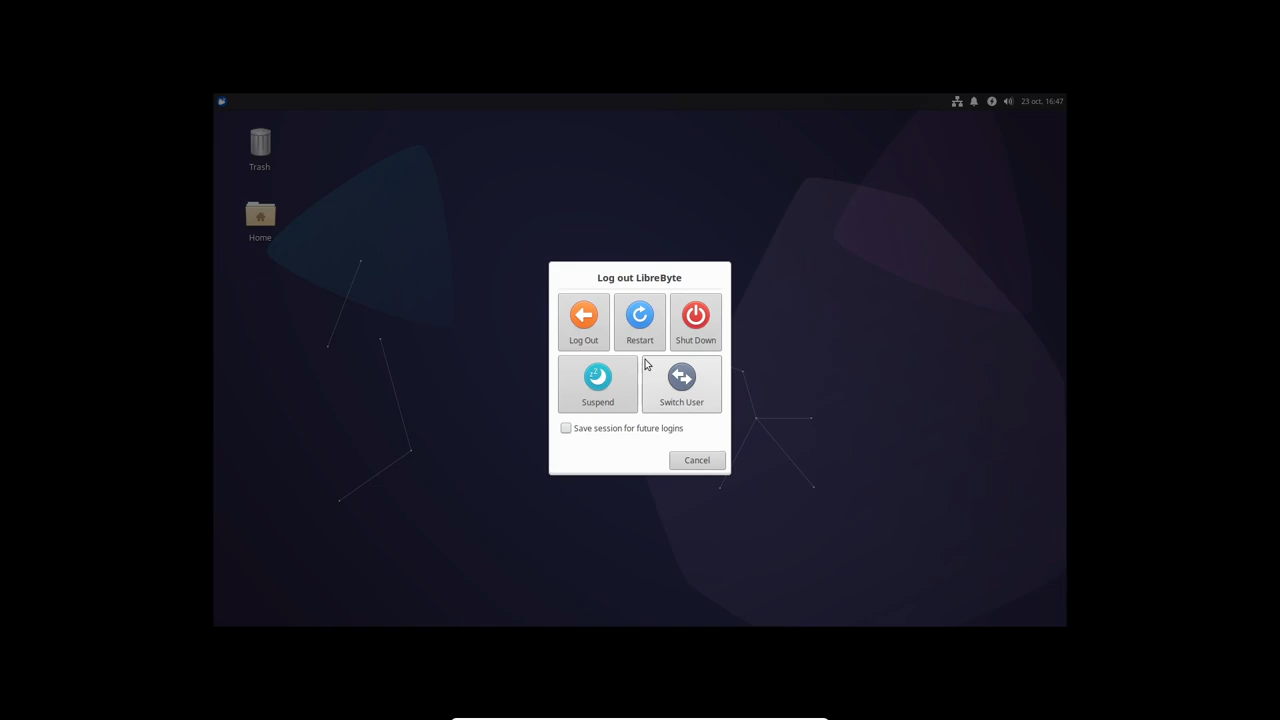 23 oct, 16:47
Trash
Home
Log out LibreByte
Log Out
Restart
Shut Down
Suspend
Switch User
Save session for future logins
Cancel